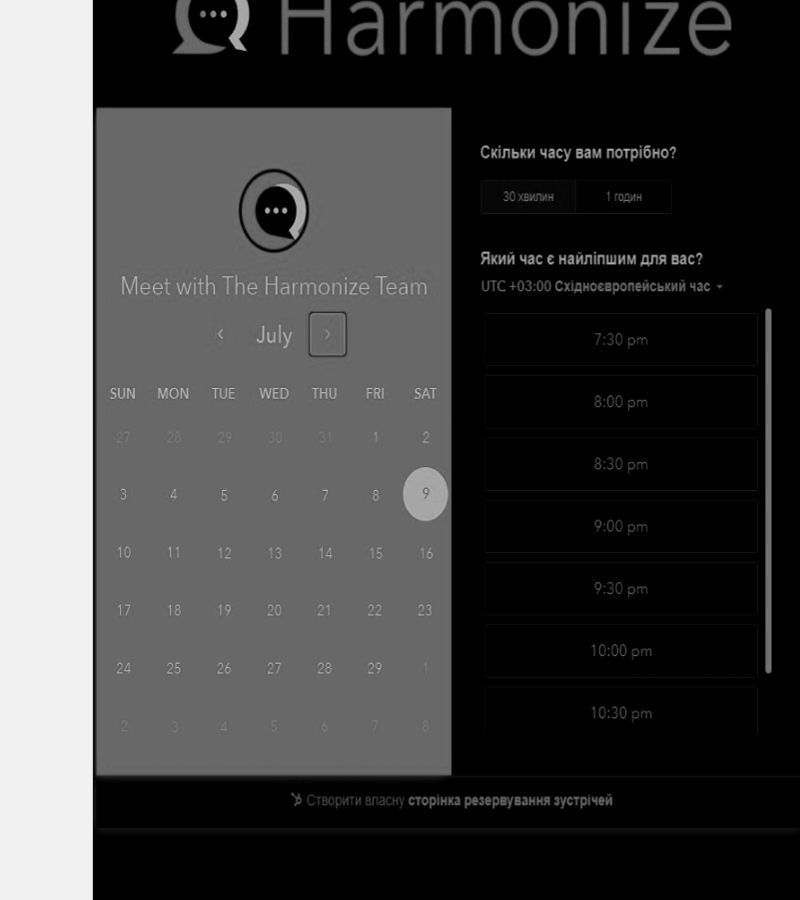 Harmonize
Meet with The Harmonize Team
July
SUN MON TUE WED THU FRI SAT
27 28 29 30 31 1 2
3 4 5 6 7 8 9
10 11 12 13 14 15 16
17 18 19 20 21 22 23
24 25 26 27 28 29 1
2 3 4 5 6 7 8
Скільки часу вам потрібно?
30 хвилин 1 годин
Який час є найліпшим для вас?
UTC +03:00 Східноєвропейський час
7:30 pm
8:00 pm
8:30 pm
9:00 pm
9:30 pm
10:00 pm
10:30 pm
Створити власну сторінка резервування зустрічей